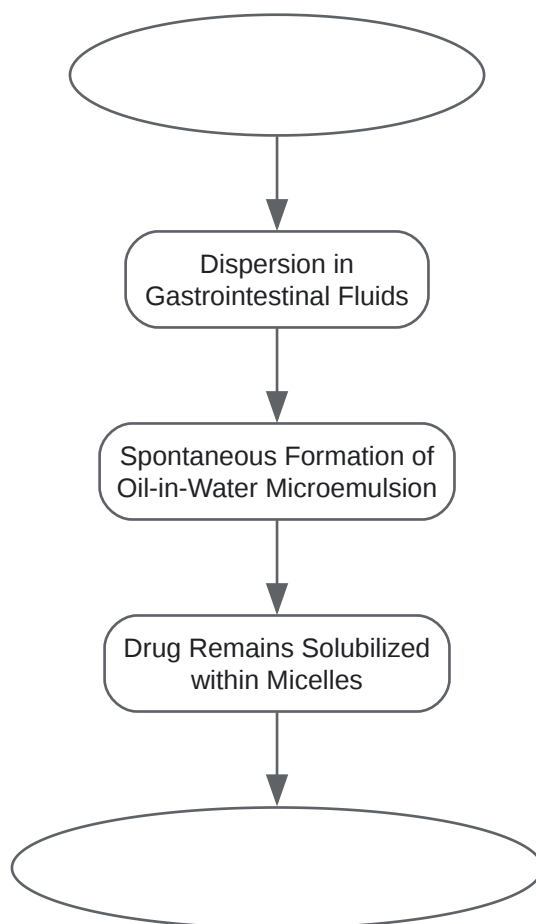 Dispersion in
Gastrointestinal Fluids
Spontaneous Formation of
Oil-in-Water Microemulsion
Drug Remains Solubilized
within Micelles